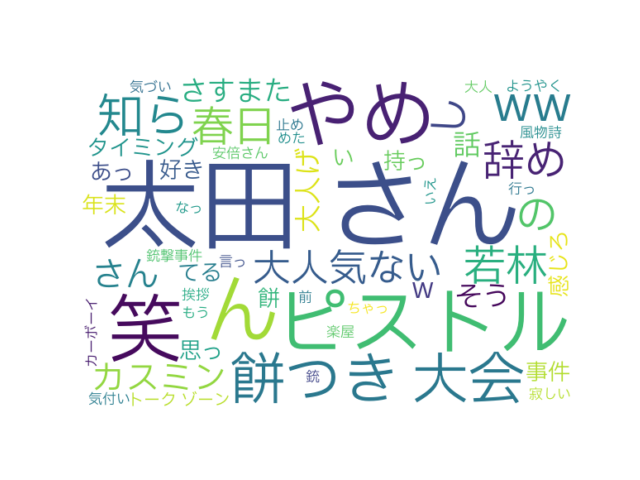 気づい さすまた 大人 ようやく
知ら 春日 止め やめ っ ww
めた 風物詩
タイミング 安倍さん 大人げ い 持っ 話 辞め
あっ 好き いえ 行っ
年末 なっ 太田 さん の
銃撃事件 言っ 大人気ない 若林 感じろ
さん てる
挨拶 餅 前 w そう
カーボーイ 笑 もう ん ちゃっ ピストル
楽屋
思っ
カスミン 銃 餅つき 大会 事件
気付い トーク ゾーン 寂しい